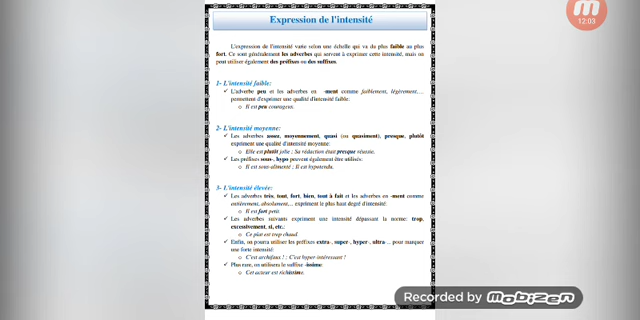 12:03
Expression de l'intensité
L'expression de l'intensité varie selon une échelle qui va du plus faible au plus
fort. Ce sont généralement les adverbes qui servent à exprimer cette intensité, mais on
peut utiliser également des préfixes ou des suffixes.
1- L'intensité faible:
✓ L'adverbe peu et les adverbes en -ment comme faiblement, légèrement…
permettent d'exprimer une qualité d'intensité faible:
o Il est peu courageux.
2- L'intensité moyenne:
✓ Les adverbes assez, moyennement, quasi (ou quasiment), presque, plutôt
expriment une qualité d'intensité moyenne.
o Elle est plutôt jolie ; Sa rédaction était presque réussie.
✓ Les préfixes sous-, hypo peuvent également être utilisés:
o Il est sous-alimenté ; Il est hypotendu.
3- L'intensité élevée:
✓ Les adverbes très, tout, fort, bien, tout à fait et les adverbes en -ment comme
entièrement, absolument… expriment le plus haut degré d'intensité:
o Il est fort petit.
✓ Les adverbes suivants expriment une intensité dépassant la norme: trop,
excessivement, si, etc.;
o Ce plat est trop chaud
✓ Enfin, on pourra utiliser les préfixes extra-, super-, hyper-, ultra-... pour marquer
une forte intensité:
o C'est archifaux ! ; C'est hyper-intéressant !
✓ Plus rare, on utilisera le suffixe -issime:
o Cet acteur est richissime.
Recorded by mobizen